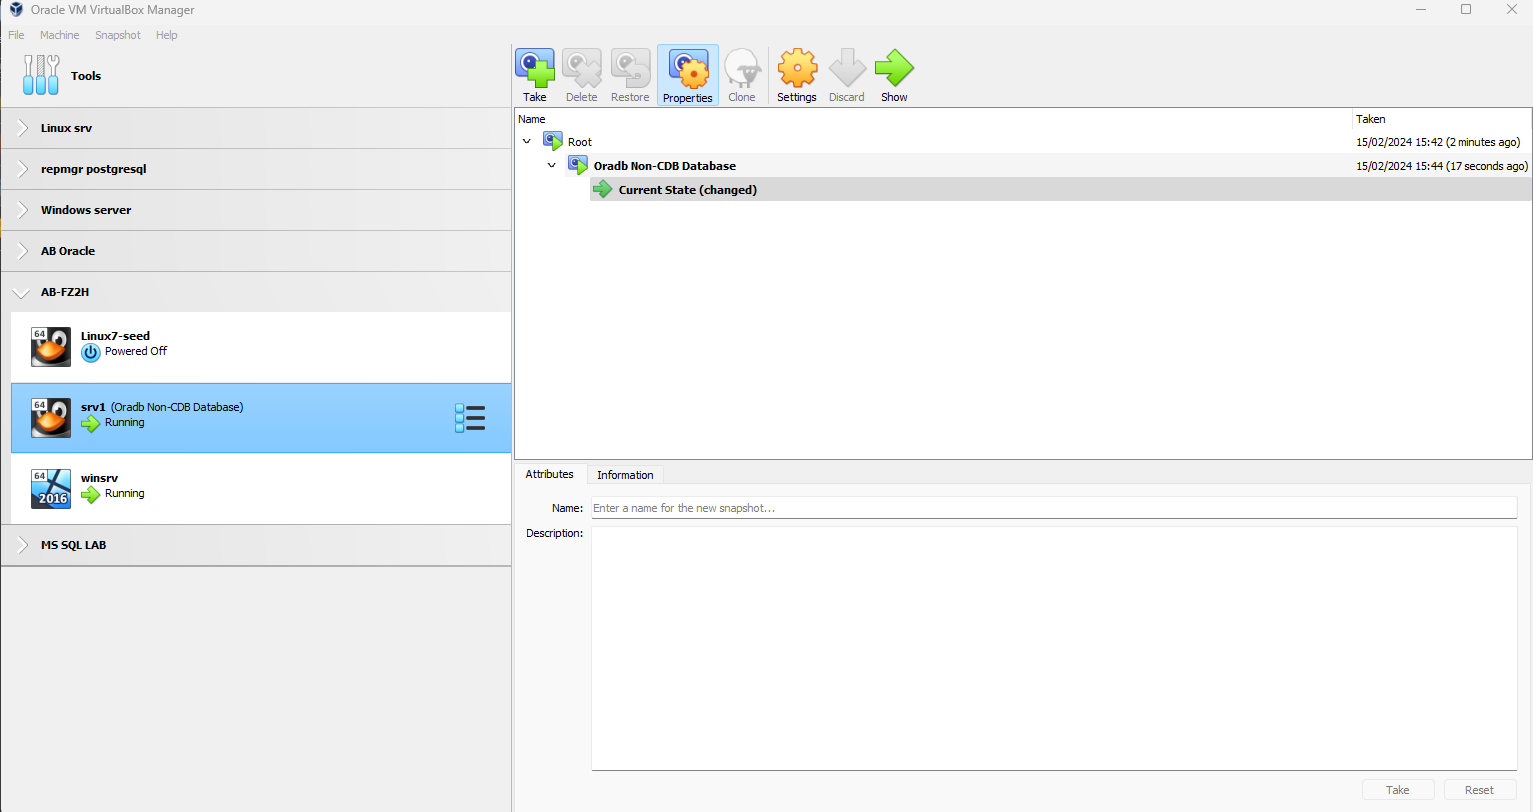 Oracle VM VirtualBox Manager
File Machine Snapshot Help
Tools
Take Delete Restore Properties Clone Settings Discard Show
Linux srv
repmgr postgresql
Windows server
AB Oracle
AB-FZ2H
64
Linux7-seed
Powered Off
64
srv1 (Oradb Non-CDB Database)
Running
64
2016
winsrv
Running
MS SQL LAB
Name Taken
Root 15/02/2024 15:42 (2 minutes ago)
Oradb Non-CDB Database 15/02/2024 15:44 (17 seconds ago)
Current State (changed)
Attributes Information
Name: Enter a name for the new snapshot...
Description:
Take Reset